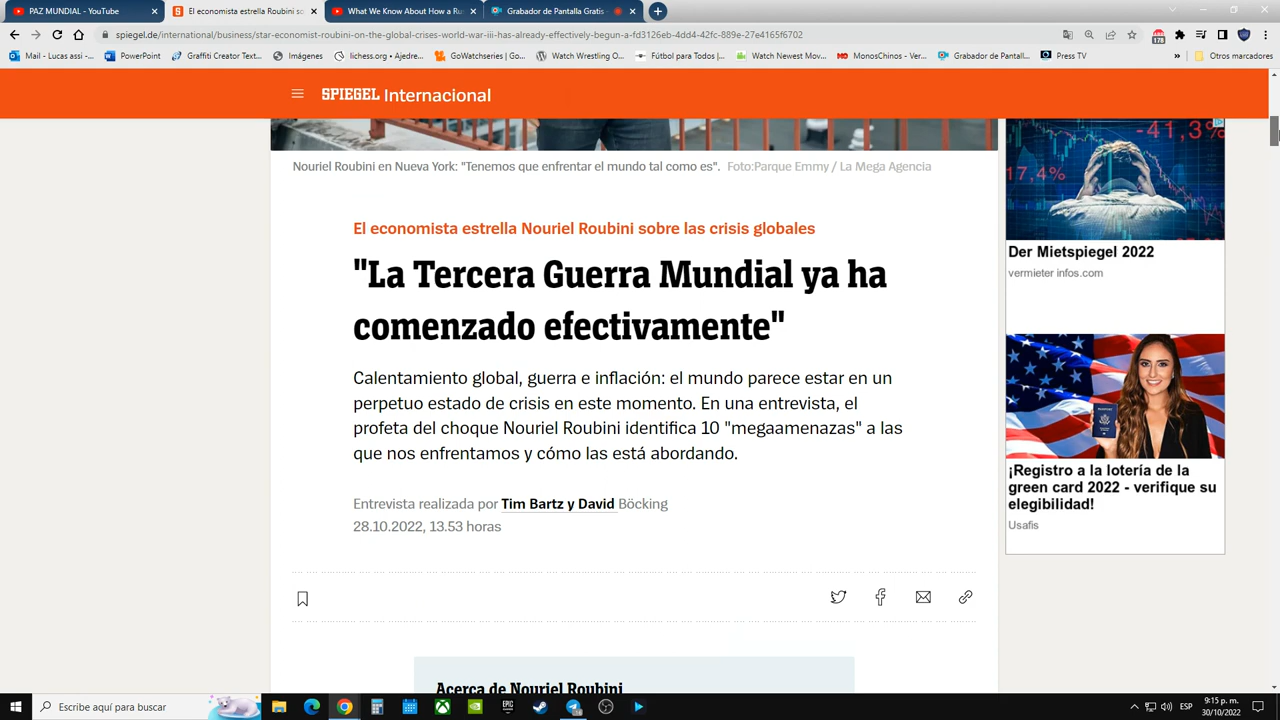 PAZ MUNDIAL - YouTube
El economista estrella Roubini so
What We Know About How a Ru
Grabador de Pantalla Gratis -
spiegel.de/international/business/star-economist-roubini-on-the-global-crises-world-war-iii-has-already-effectively-begun-a-fd3126eb-4dd4-42fc-889e-27e4165f6702
178
Mail - Lucas assi -...
PowerPoint
Graffiti Creator Text...
Imágenes
lichess.org • Ajedre...
GoWatchseries | Go...
Watch Wrestling O...
Fútbol para Todos |...
Watch Newest Mov...
MonosChinos - Ver...
Grabador de Pantall...
Press TV
»
Otros marcadores
SPIEGEL Internacional
Nouriel Roubini en Nueva York: "Tenemos que enfrentar el mundo tal como es". Foto:Parque Emmy / La Mega Agencia
El economista estrella Nouriel Roubini sobre las crisis globales
"La Tercera Guerra Mundial ya ha
comenzado efectivamente"
Calentamiento global, guerra e inflación: el mundo parece estar en un
perpetuo estado de crisis en este momento. En una entrevista, el
profeta del choque Nouriel Roubini identifica 10 "megaamenazas" a las
que nos enfrentamos y cómo las está abordando.
Entrevista realizada por Tim Bartz y David Böcking
28.10.2022, 13.53 horas
Acerca de Nouriel Roubini
-41,3%
17,4%
Der Mietspiegel 2022
vermieter infos.com
PASSPORT
¡Registro a la lotería de la
green card 2022 - verifique su
elegibilidad!
Usafis
Escribe aquí para buscar
EPIC
ESP
9:15 p. m.
30/10/2022